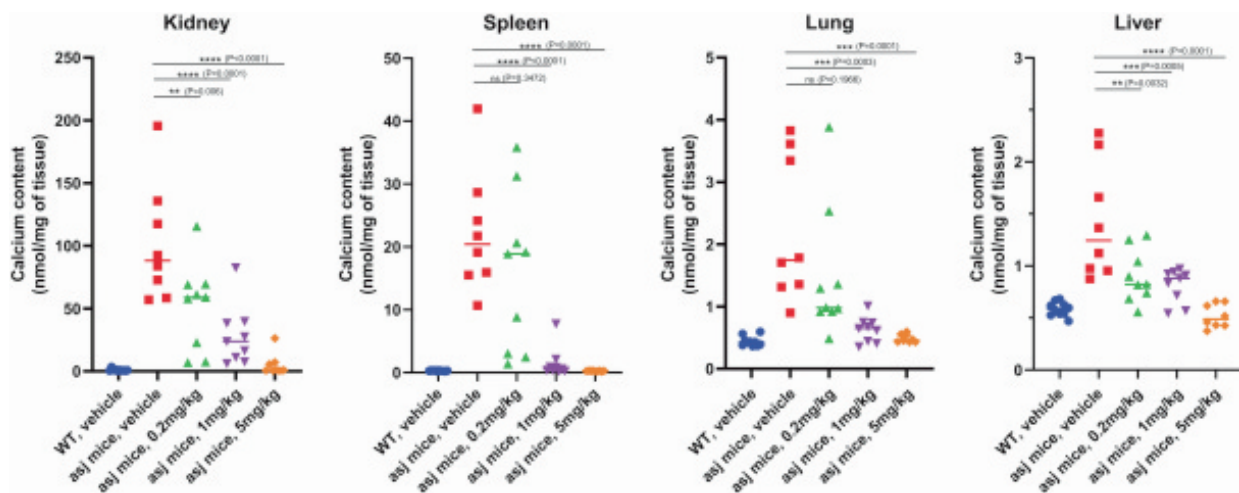 Kidney
Calcium content
(nmol/mg of tissue)
250
200
150
100
50
0
**** (P<0.0001)
**** (P<0.0001)
** (P=0.006)
WT, vehicle
asj mice, vehicle
asj mice, 0.2mg/kg
asj mice, 1mg/kg
asj mice, 5mg/kg
Spleen
Calcium content
(nmol/mg of tissue)
50
40
30
20
10
0
**** (P<0.0001)
**** (P<0.0001)
ns (P=0.3472)
WT, vehicle
asj mice, vehicle
asj mice, 0.2mg/kg
asj mice, 1mg/kg
asj mice, 5mg/kg
Lung
Calcium content
(nmol/mg of tissue)
5
4
3
2
1
0
*** (P=0.0001)
*** (P=0.0003)
ns (P=0.1966)
WT, vehicle
asj mice, vehicle
asj mice, 0.2mg/kg
asj mice, 1mg/kg
asj mice, 5mg/kg
Liver
Calcium content
(nmol/mg of tissue)
3
2
1
0
**** (P<0.0001)
*** (P=0.0005)
** (P=0.0032)
WT, vehicle
asj mice, vehicle
asj mice, 0.2mg/kg
asj mice, 1mg/kg
asj mice, 5mg/kg